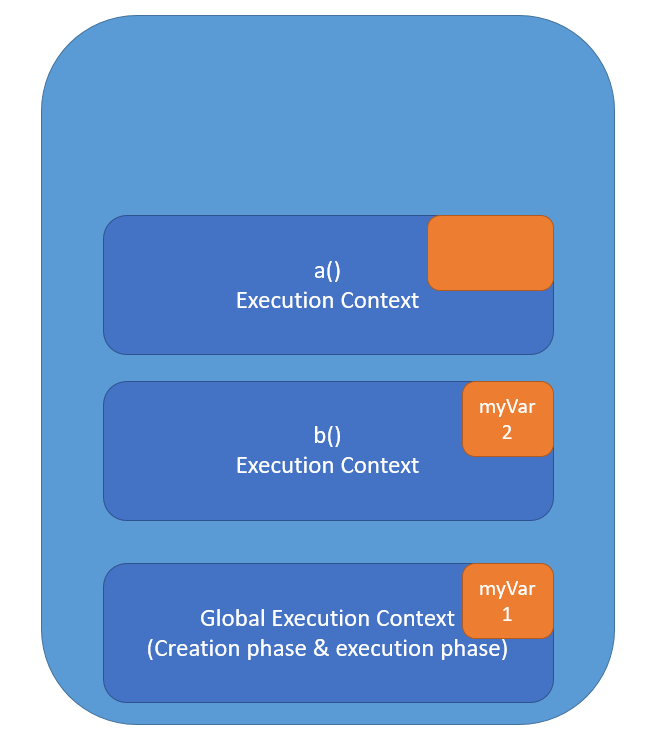 a()
Execution Context
myVar
2
b()
Execution Context
myVar
1
Global Execution Context
(Creation phase & execution phase)